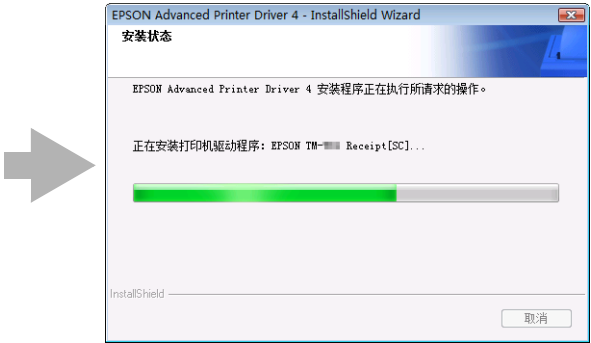 EPSON Advanced Printer Driver 4 - InstallShield Wizard
安装状态
EPSON Advanced Printer Driver 4 安装程序正在执行所请求的操作。
正在安装打印机驱动程序: EPSON TM- Receipt[SC]...
InstallShield
取消